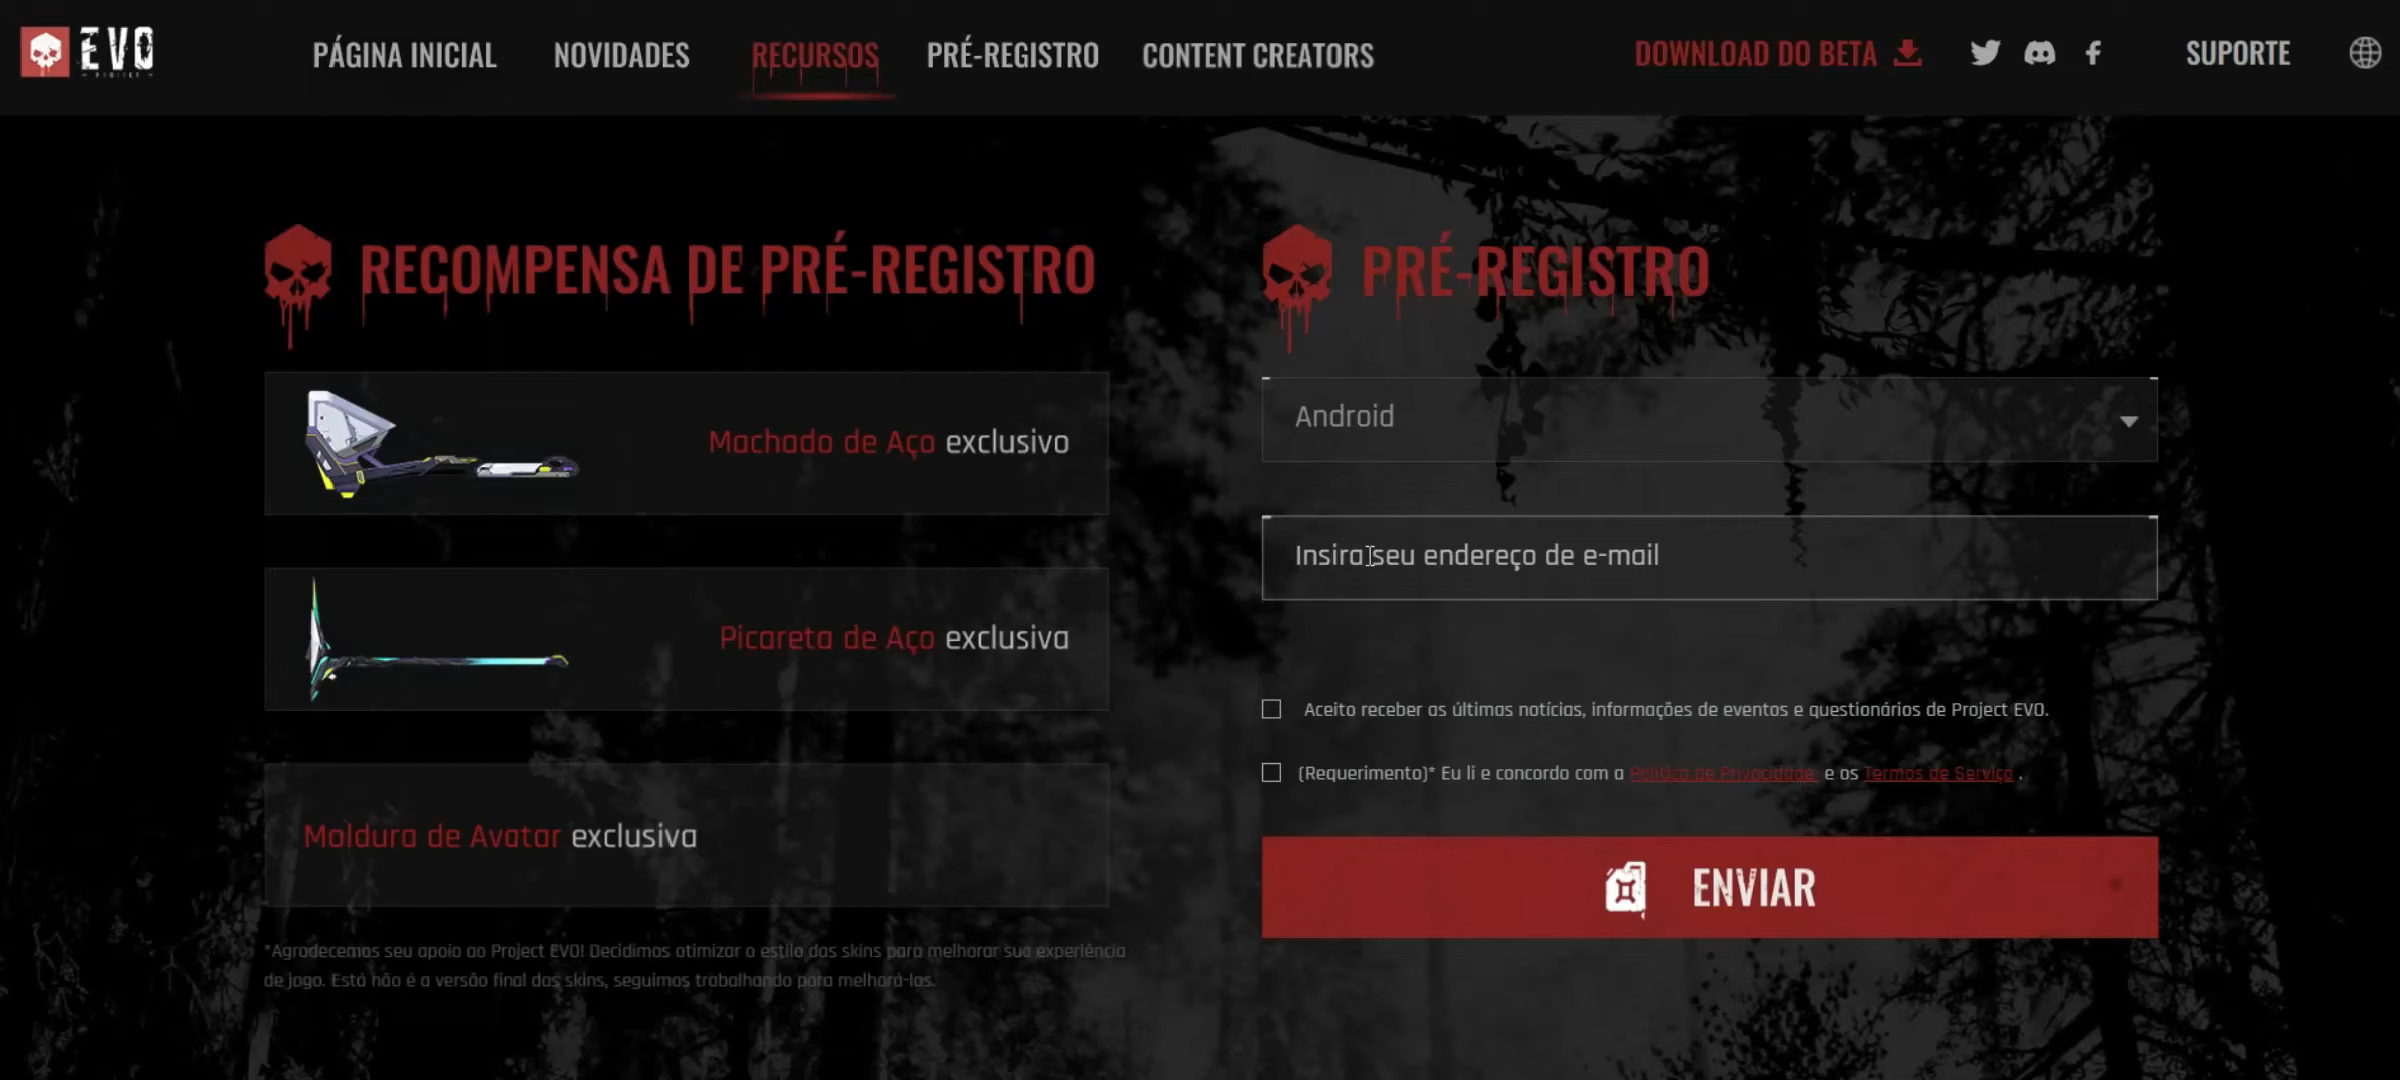 EVO
PROJECT
PÁGINA INICIAL
NOVIDADES
RECURSOS
PRÉ-REGISTRO
CONTENT CREATORS
DOWNLOAD DO BETA
SUPORTE
RECOMPENSA DE PRÉ-REGISTRO
Machado de Aço exclusivo
Picareta de Aço exclusiva
Moldura de Avatar exclusiva
*Agradecemos seu apoio ao Project EVO! Decidimos otimizar o estilo das skins para melhorar sua experiência
de jogo. Está não é a versão final das skins, seguimos trabalhando para melhorá-las.
PRÉ-REGISTRO
Android
Insira seu endereço de e-mail
Aceito receber as últimas notícias, informações de eventos e questionários de Project EVO.
(Requerimento)* Eu li e concordo com a Política de Privacidade e os Termos de Serviço .
ENVIAR